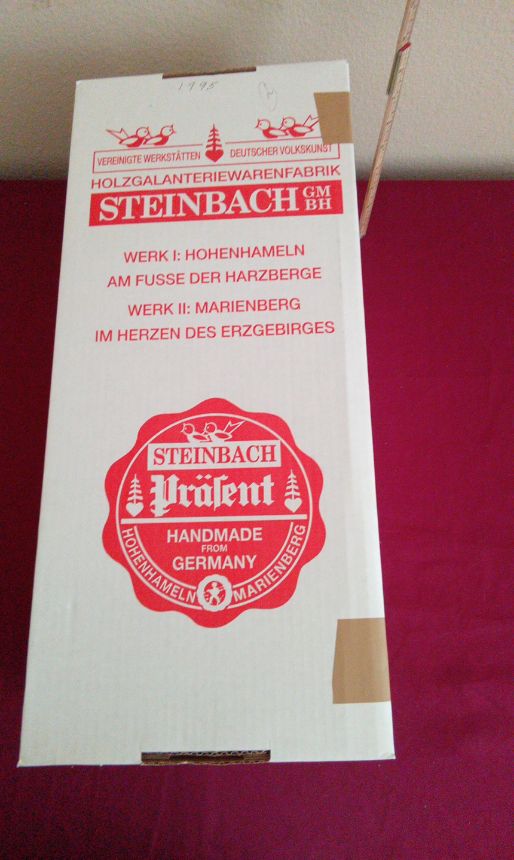 1995
VEREINIGTE WERKSTÄTTEN DEUTSCHER VOLKSKUNST
HOLZGALANTERIEWARENFABRIK
STEINBACH GM BH
WERK I: HOHENHAMELN
AM FUSSE DER HARZBERGE
WERK II: MARIENBERG
IM HERZEN DES ERZGEBIRGES
STEINBACH
Präſent
HANDMADE
FROM
GERMANY
HOHENHAMELN MARIENBERG